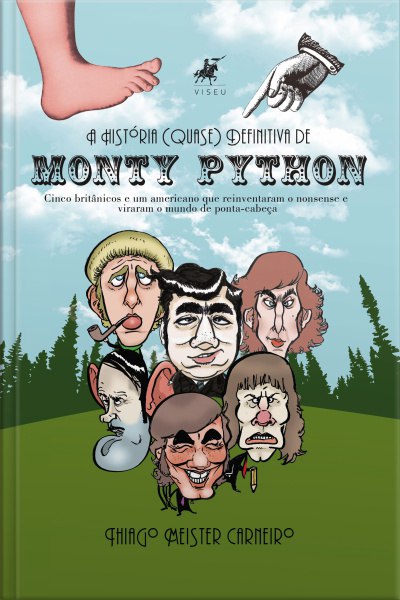 VISEU
A HISTÓRIA (QUASE) DEFINITIVA DE
MONTY PYTHON
Cinco britânicos e um americano que reinventaram o nonsense e
viraram o mundo de ponta-cabeça
THIAGO MEISTER CARNEIRO